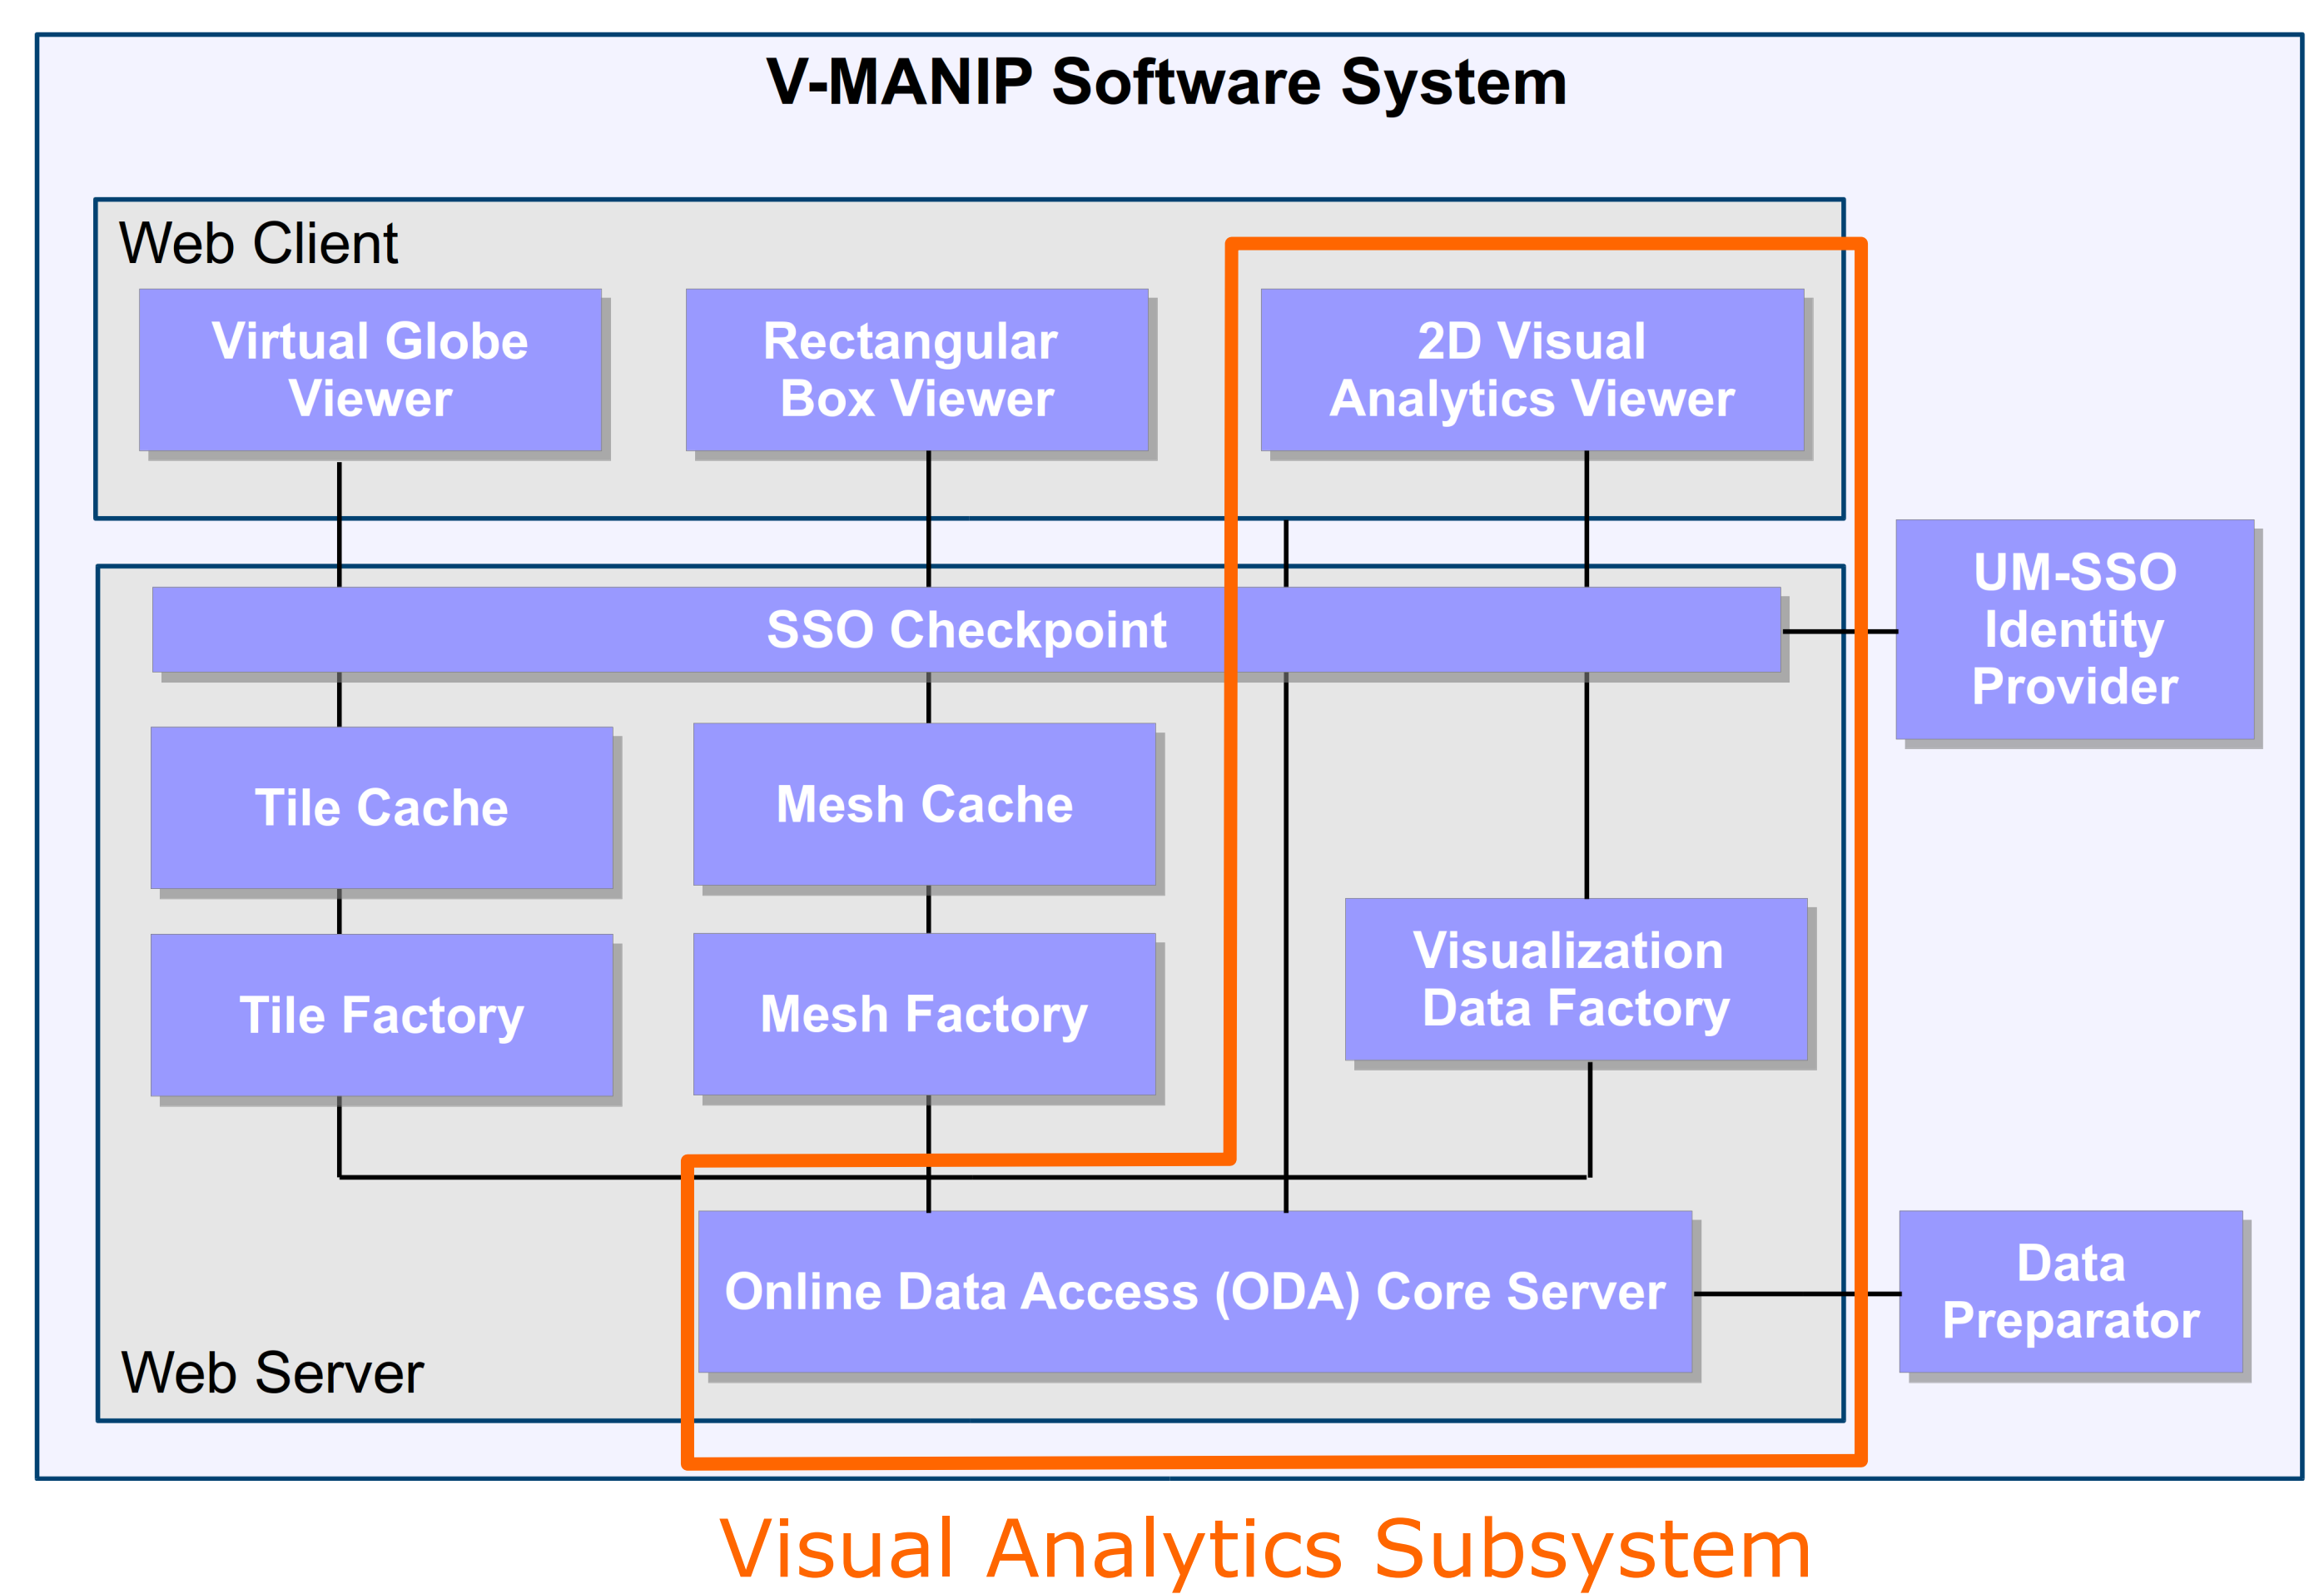 V-MANIP Software System
Web Client
Virtual Globe
Viewer
Rectangular
Box Viewer
2D Visual
Analytics Viewer
UM-SSO
Identity
Provider
SSO Checkpoint
Tile Cache
Mesh Cache
Visualization
Data Factory
Tile Factory
Mesh Factory
Online Data Access (ODA) Core Server
Data
Preparator
Web Server
Visual Analytics Subsystem